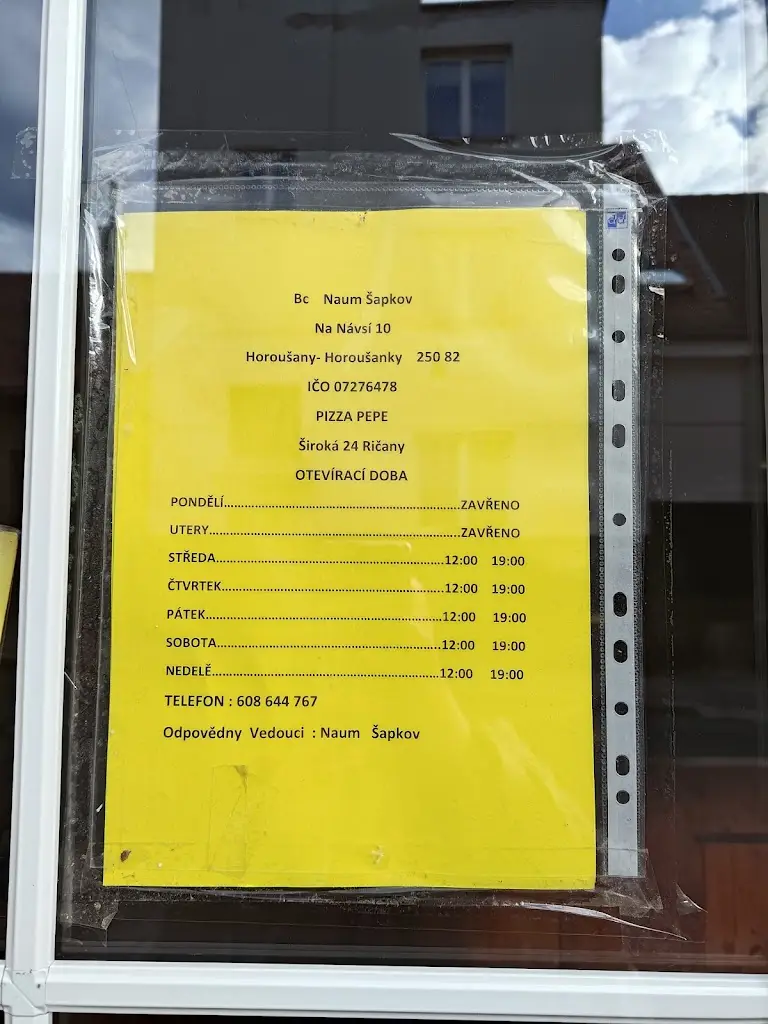 Bc Naum Šapkov
Na Návsí 10
Horoušany- Horoušanky 250 82
IČO 07276478
PIZZA PEPE
Široká 24 Ričany
OTEVÍRACÍ DOBA
PONDĚLÍ..................................................................ZAVŘENO
UTERY......................................................................ZAVŘENO
STŘEDA................................................................12:00 19:00
ČTVRTEK..............................................................12:00 19:00
PÁTEK..................................................................12:00 19:00
SOBOTA...............................................................12:00 19:00
NEDELĚ................................................................12:00 19:00
TELEFON : 608 644 767
Odpovědny Vedouci : Naum Šapkov